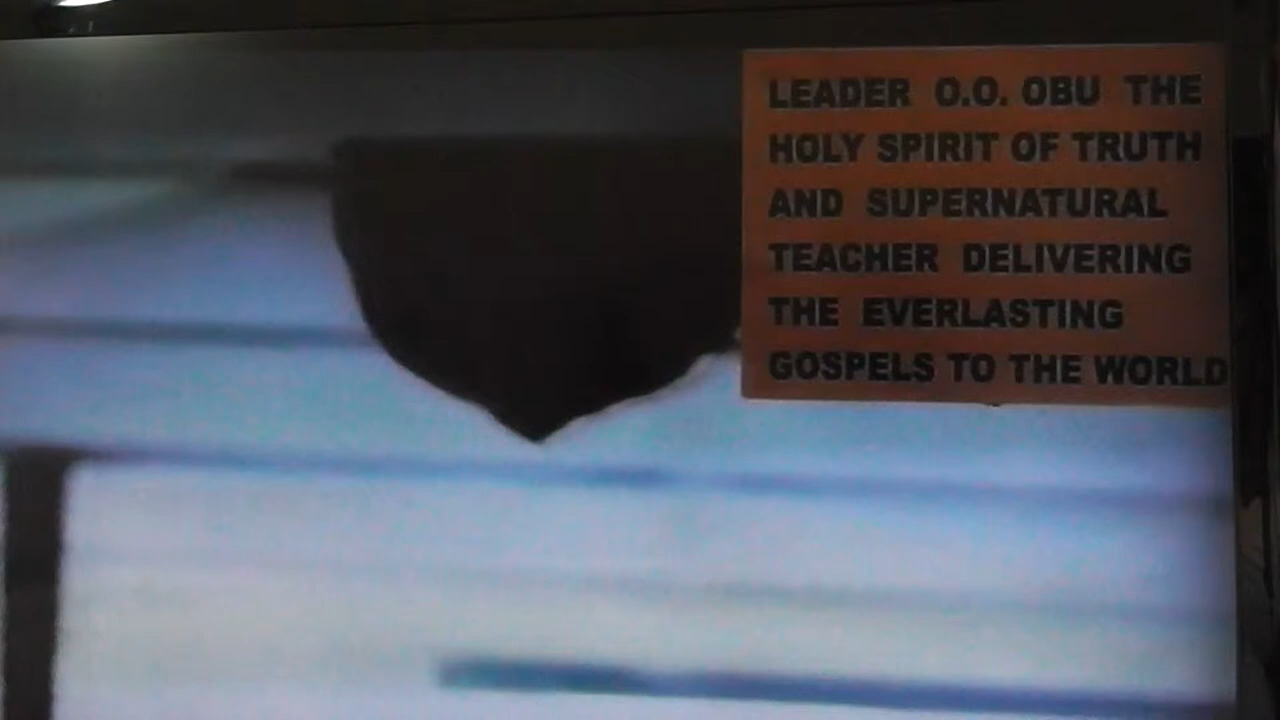 LEADER O.O. OBU THE
HOLY SPIRIT OF TRUTH
AND SUPERNATURAL
TEACHER DELIVERING
THE EVERLASTING
GOSPELS TO THE WORLD